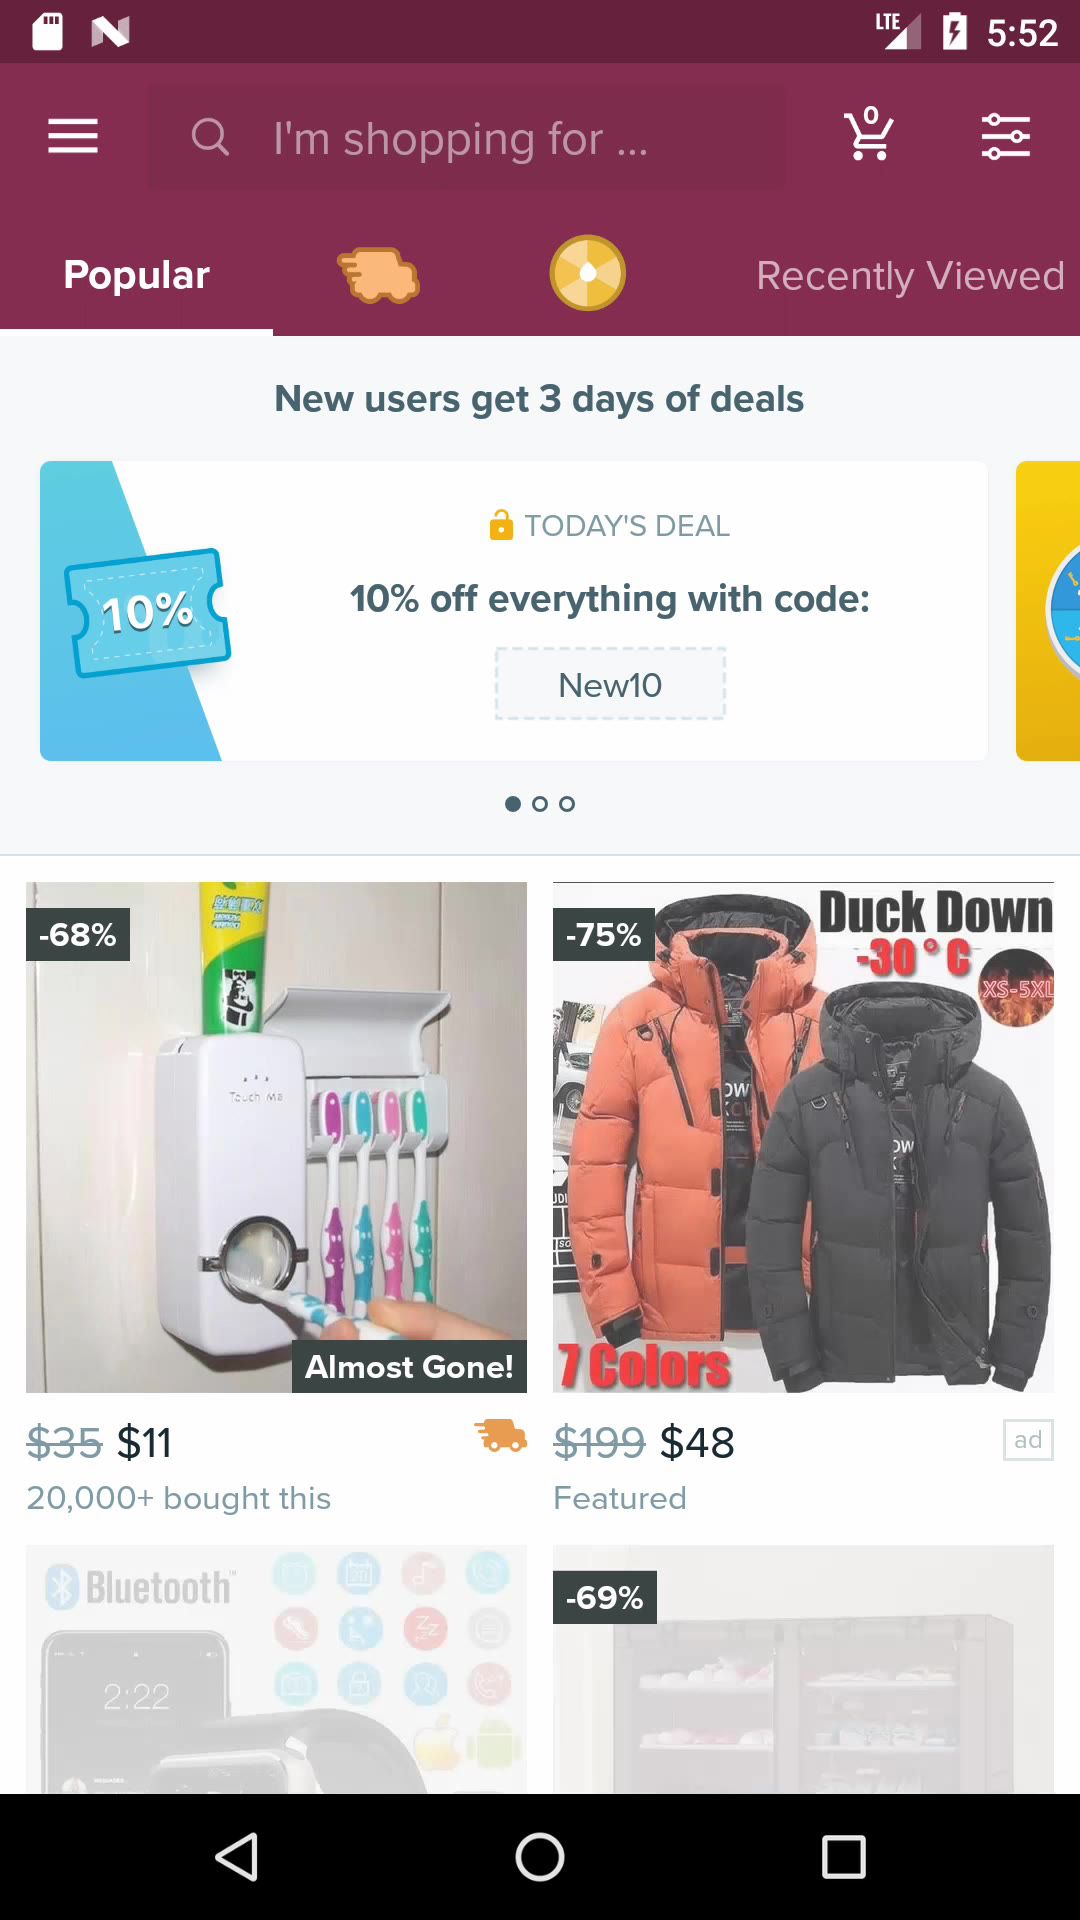 LTE 5:52
I'm shopping for ...
0
Popular
Recently Viewed
New users get 3 days of deals
TODAY'S DEAL
10%
10% off everything with code:
New10
-68%
Touch Me
Almost Gone!
-75%
Duck Down
-30°C
XS-5XL
7 Colors
$35 $11
20,000+ bought this
$199 $48
ad
Featured
Bluetooth™
2:22
-69%